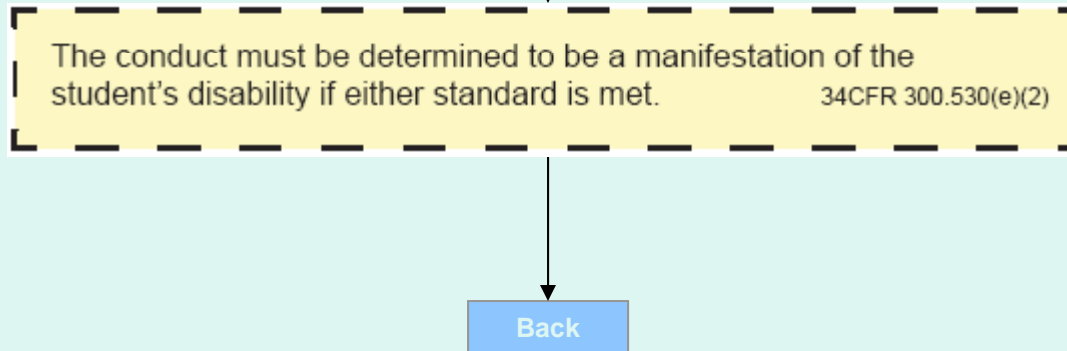 The conduct must be determined to be a manifestation of the
student's disability if either standard is met. 34CFR 300.530(e)(2)
Back